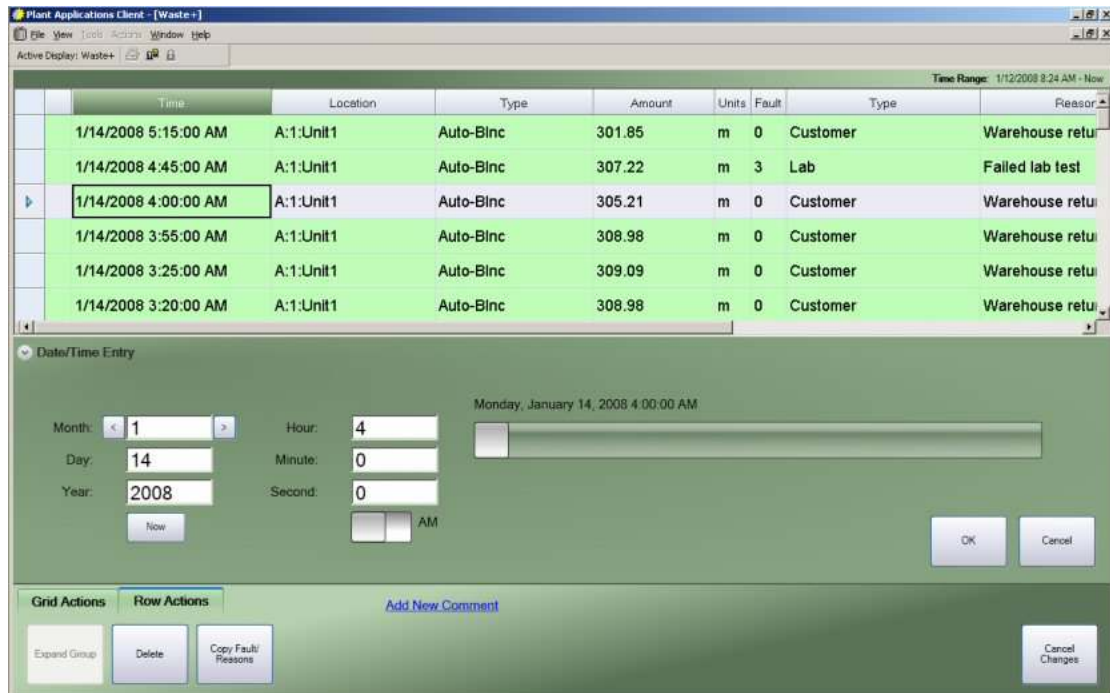 Plant Applications Client - [Waste+]
File View Tools Actions Window Help
Active Display: Waste+
Time Range: 1/12/2008 8:24 AM - Now
Time Location Type Amount Units Fault Type Reason
1/14/2008 5:15:00 AM A:1:Unit1 Auto-BInc 301.85 m 0 Customer Warehouse retu
1/14/2008 4:45:00 AM A:1:Unit1 Auto-BInc 307.22 m 3 Lab Failed lab test
1/14/2008 4:00:00 AM A:1:Unit1 Auto-BInc 305.21 m 0 Customer Warehouse retu
1/14/2008 3:55:00 AM A:1:Unit1 Auto-BInc 308.98 m 0 Customer Warehouse retu
1/14/2008 3:25:00 AM A:1:Unit1 Auto-BInc 309.09 m 0 Customer Warehouse retu
1/14/2008 3:20:00 AM A:1:Unit1 Auto-BInc 308.98 m 0 Customer Warehouse retu
Date/Time Entry
Monday, January 14, 2008 4:00:00 AM
Month: < 1 > Hour: 4
Day: 14 Minute: 0
Year: 2008 Second: 0
Now AM
OK Cancel
Grid Actions Row Actions Add New Comment
Expand Group Delete Copy Fault/
Reasons Cancel
Changes